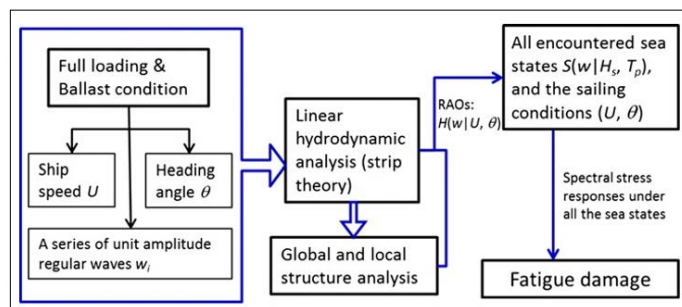 Full loading &
Ballast condition
Ship
speed U
Heading
angle θ
A series of unit amplitude
regular waves wᵢ
Linear
hydrodynamic
analysis (strip
theory)
Global and local
structure analysis
RAOs:
H(w|U, θ)
All encountered sea
states S(w|Hₛ, Tₚ),
and the sailing
conditions (U, θ)
Spectral stress
responses under
all the sea states
Fatigue damage